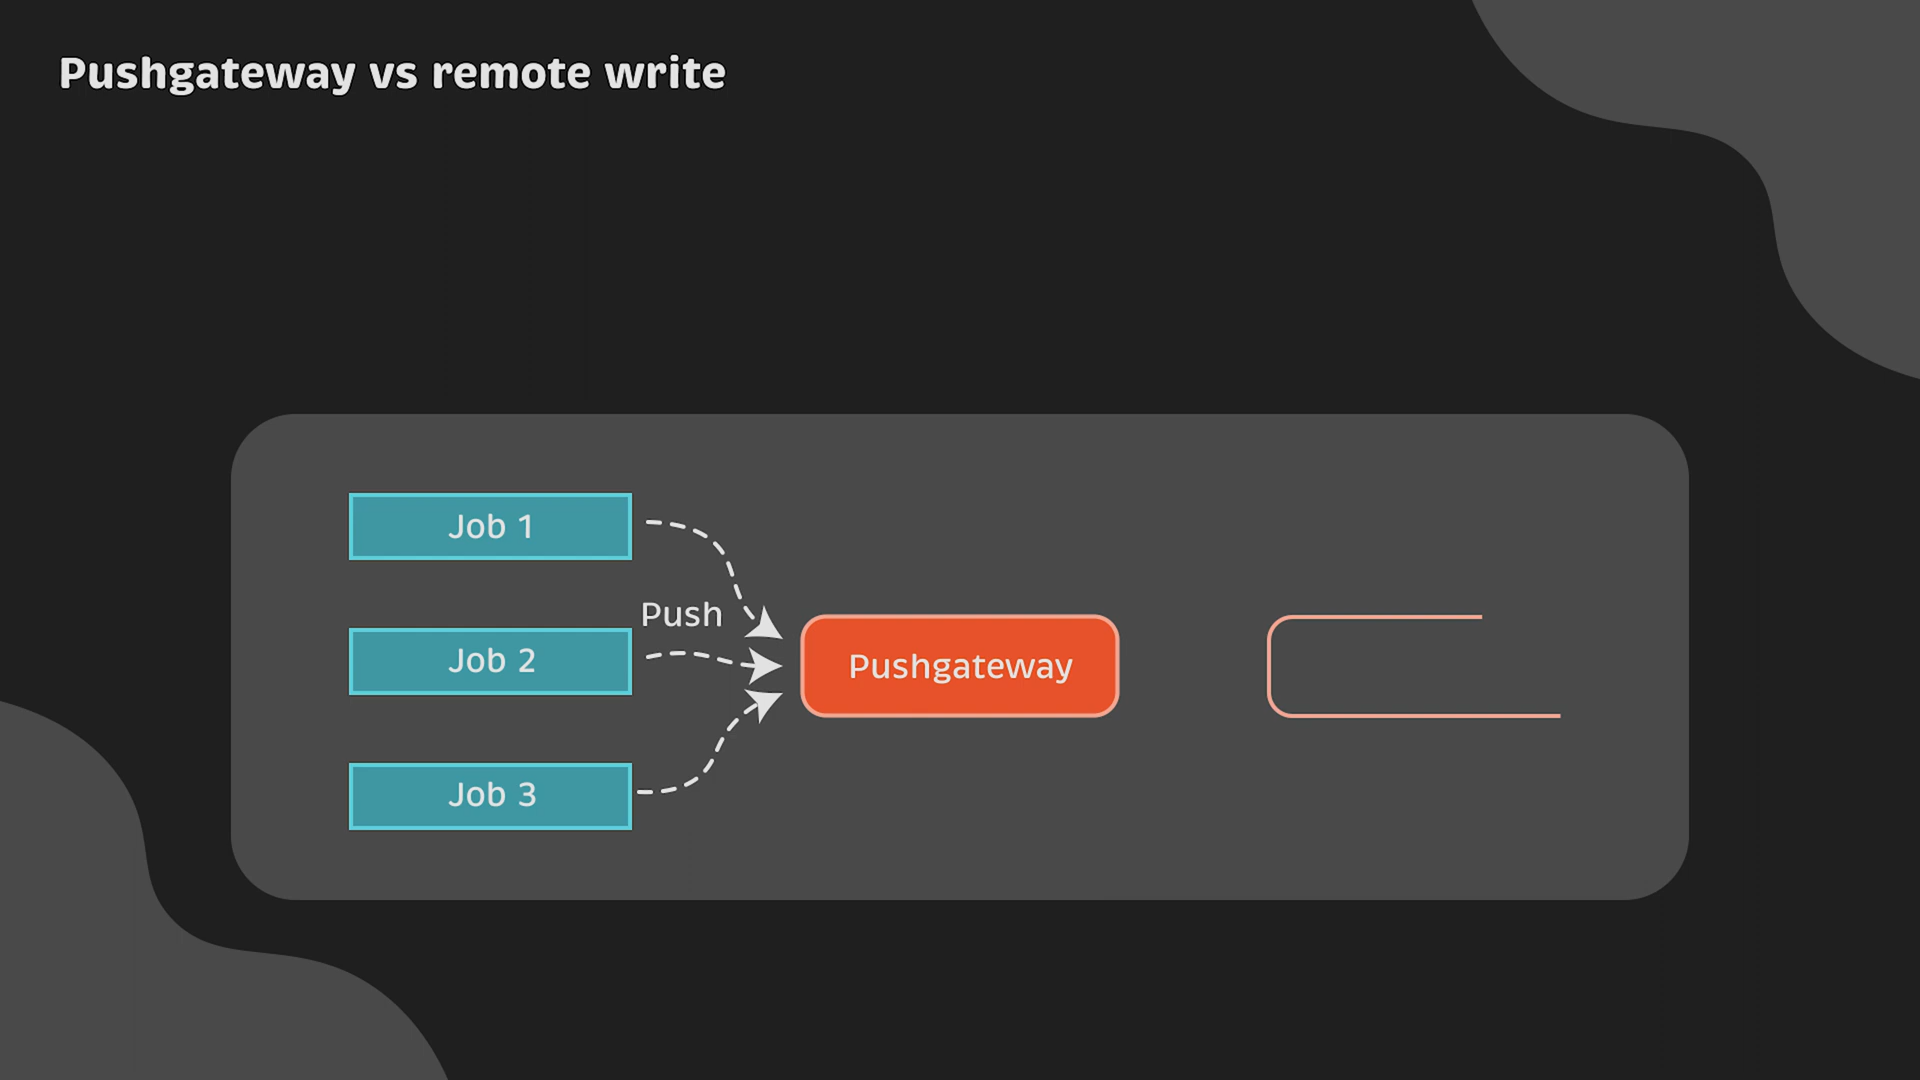 Pushgateway vs remote write
Job 1
Push
Job 2
Pushgateway
Job 3